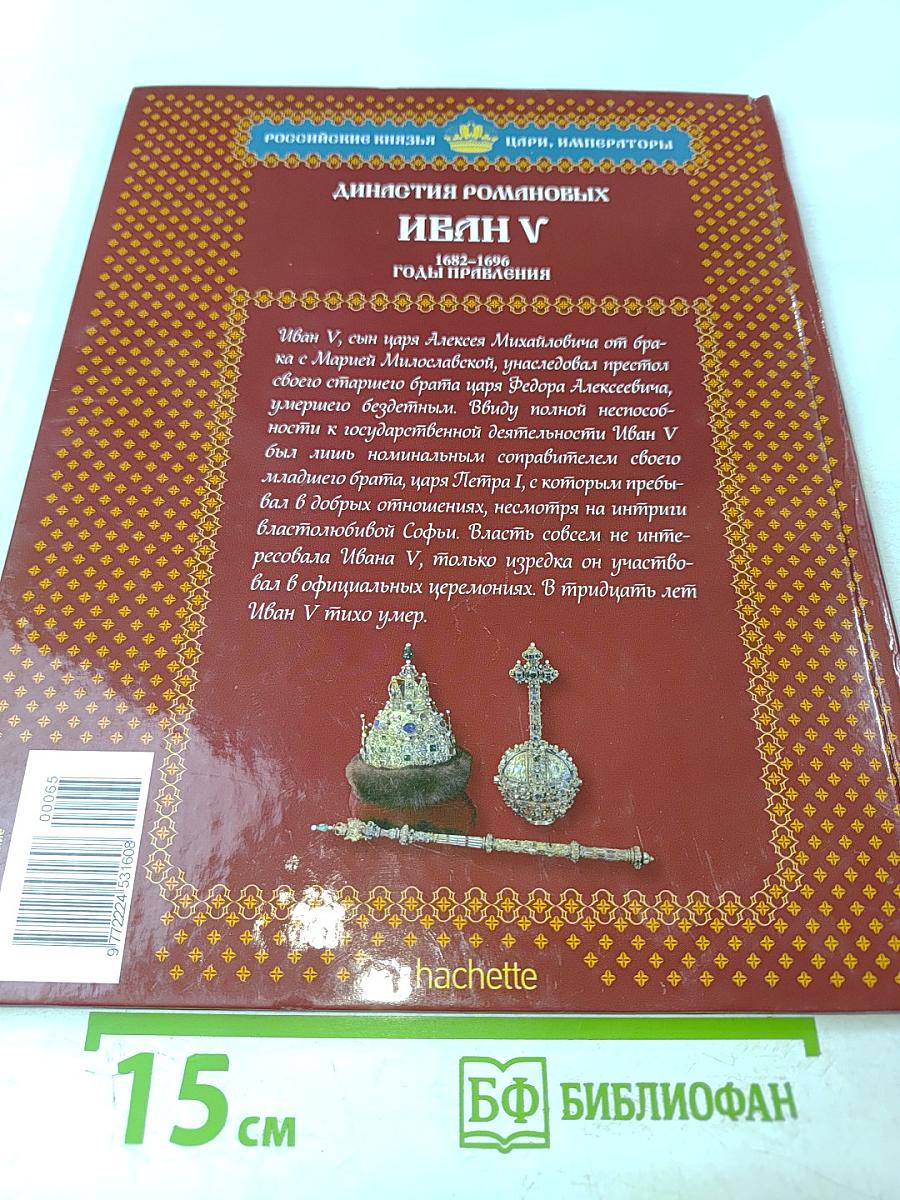 РОССИЙСКИЕ КНЯЗЬЯ ЦАРИ, ИМПЕРАТОРЫ
ДИНАСТИЯ РОМАНОВЫХ
ИВАН V
1682–1696
ГОДЫ ПРАВЛЕНИЯ
Иван V, сын царя Алексея Михайловича от бра-
ка с Марией Милославской, унаследовал престол
своего старшего брата царя Федора Алексеевича,
умершего бездетным. Ввиду полной неспособ-
ности к государственной деятельности Иван V
был лишь номинальным соправителем своего
младшего брата, царя Петра I, с которым пребы-
вал в добрых отношениях, несмотря на интриги
властолюбивой Софьи. Власть совсем не инте-
ресовала Ивана V, только изредка он участво-
вал в официальных церемониях. В тридцать лет
Иван V тихо умер.
00065
9 772224 531608
hachette
15 см
БФ БИБЛИОФАН